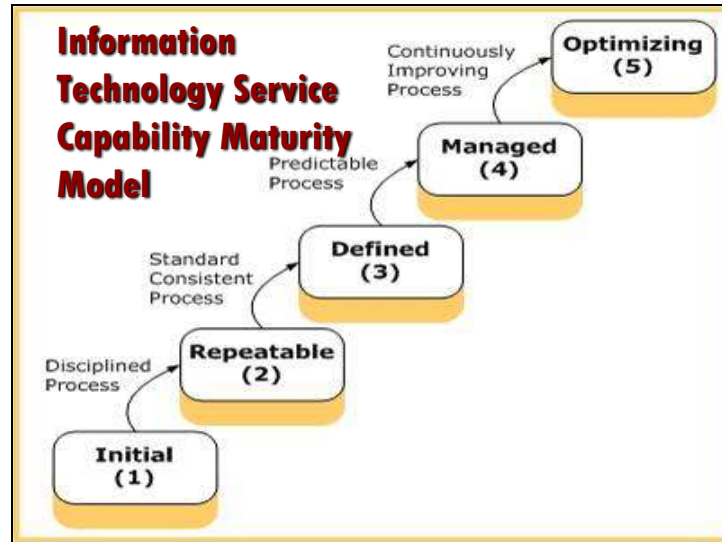 Information
Technology Service
Capability Maturity
Model
Continuously
Improving
Process
Optimizing
(5)
Predictable
Process
Managed
(4)
Standard
Consistent
Process
Defined
(3)
Disciplined
Process
Repeatable
(2)
Initial
(1)